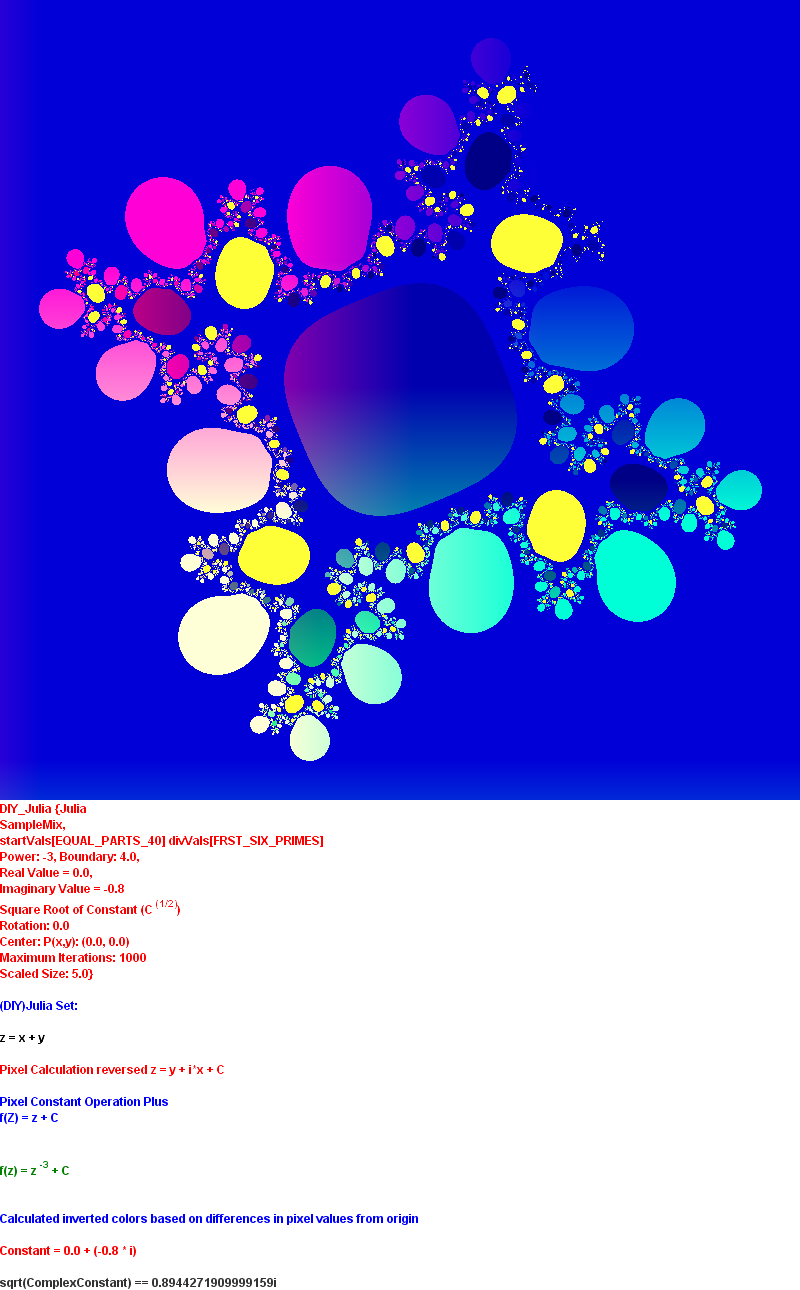 DIY_Julia {Julia
SampleMix,
startVals[EQUAL_PARTS_40] divVals[FRST_SIX_PRIMES]
Power: -3, Boundary: 4.0,
Real Value = 0.0,
Imaginary Value = -0.8
Square Root of Constant (C (1/2))
Rotation: 0.0
Center: P(x,y): (0.0, 0.0)
Maximum Iterations: 1000
Scaled Size: 5.0}
(DIY)Julia Set:
z = x + y
Pixel Calculation reversed z = y + i*x + C
Pixel Constant Operation Plus
f(Z) = z + C
f(z) = z -3 + C
Calculated inverted colors based on differences in pixel values from origin
Constant = 0.0 + (-0.8 * i)
sqrt(ComplexConstant) == 0.8944271909999159i